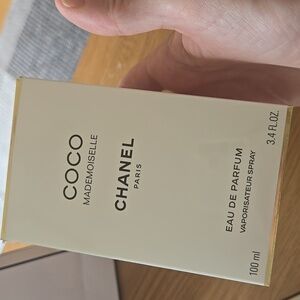 COCO
MADEMOISELLE
CHANEL
PARIS
EAU DE PARFUM
VAPORISATEUR SPRAY
100 ml
3.4 FL.OZ.